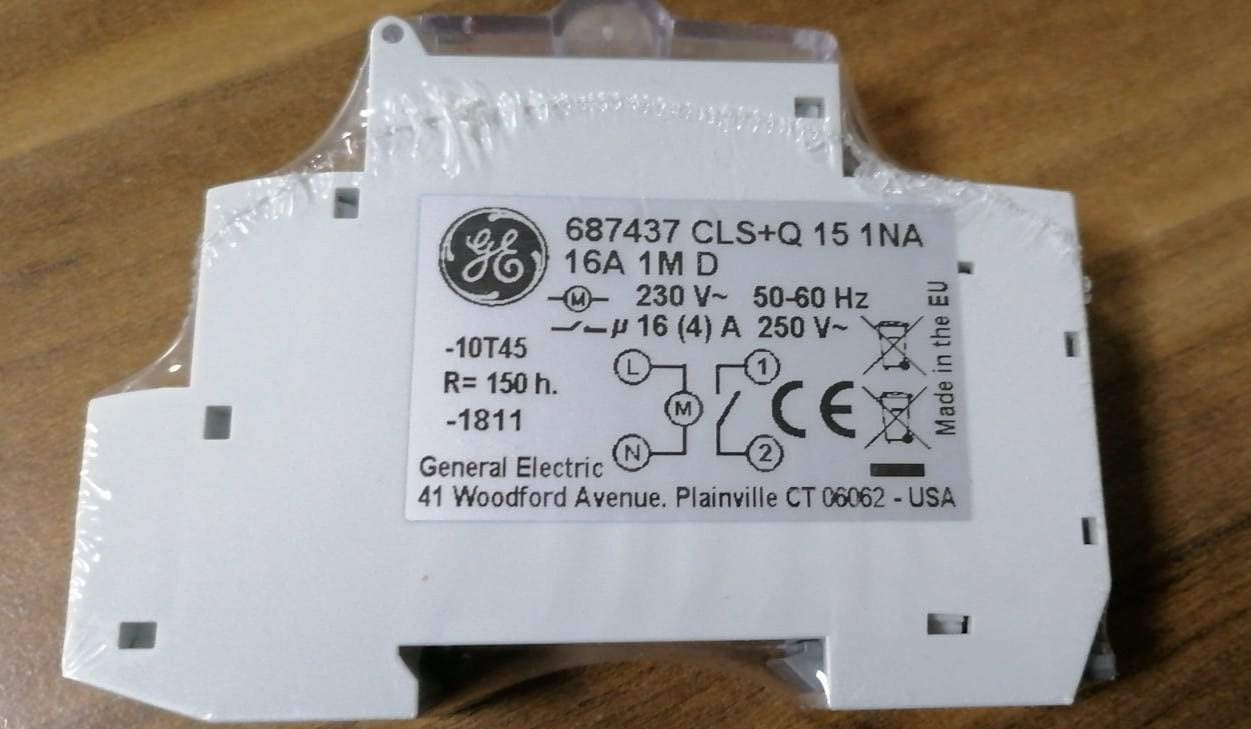 GE
687437 CLS+Q 15 1NA
16A 1M D
M 230 V~ 50-60 Hz
µ 16 (4) A 250 V~
-10T45
R= 150 h.
-1811
L
1
M
N
2
CE
Made in the EU
General Electric
41 Woodford Avenue. Plainville CT 06062 - USA